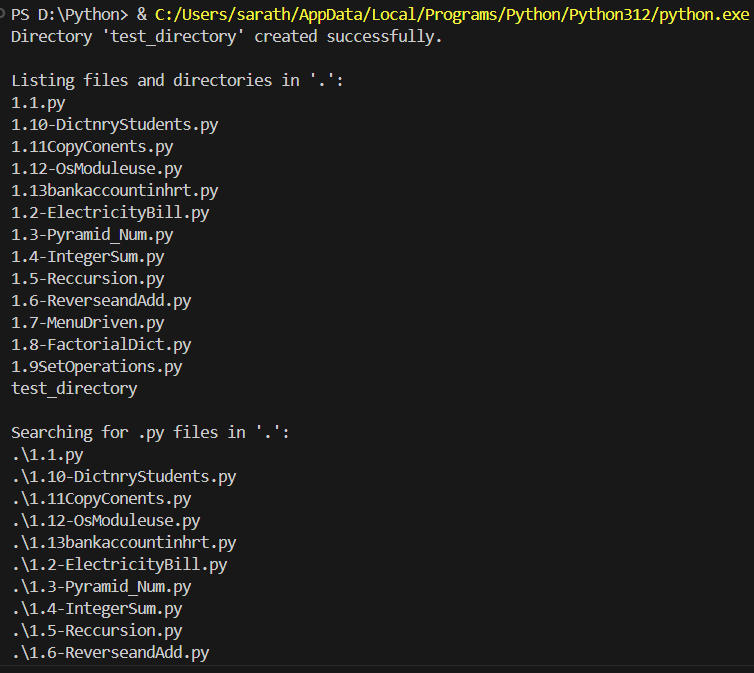 PS D:\Python> & C:/Users/sarath/AppData/Local/Programs/Python/Python312/python.exe
Directory 'test_directory' created successfully.
Listing files and directories in '.':
1.1.py
1.10-DictnryStudents.py
1.11CopyConents.py
1.12-OsModuleuse.py
1.13bankaccountinhrt.py
1.2-ElectricityBill.py
1.3-Pyramid_Num.py
1.4-IntegerSum.py
1.5-Reccursion.py
1.6-ReverseandAdd.py
1.7-MenuDriven.py
1.8-FactorialDict.py
1.9SetOperations.py
test_directory
Searching for .py files in '.':
.\1.1.py
.\1.10-DictnryStudents.py
.\1.11CopyConents.py
.\1.12-OsModuleuse.py
.\1.13bankaccountinhrt.py
.\1.2-ElectricityBill.py
.\1.3-Pyramid_Num.py
.\1.4-IntegerSum.py
.\1.5-Reccursion.py
.\1.6-ReverseandAdd.py